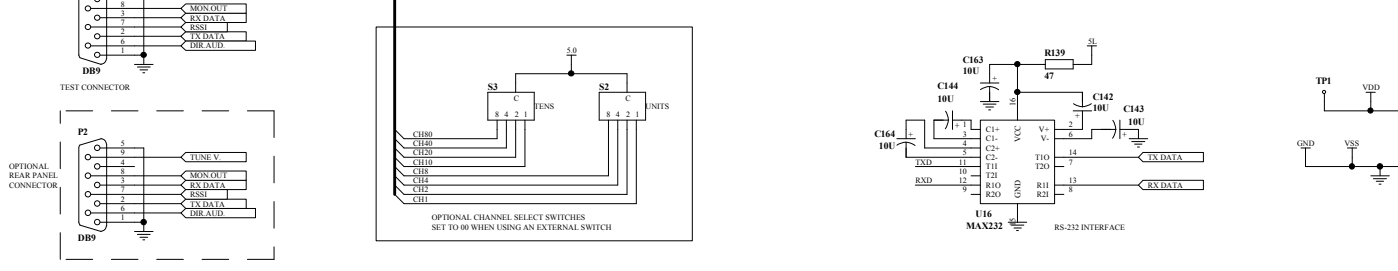 8
MON.OUT
3
RX DATA
7
RSSI
2
TX DATA
6
DIR.AUD.
1
DB9
TEST CONNECTOR
P2
5
9
TUNE V.
4
8
MON.OUT
3
RX DATA
7
RSSI
2
TX DATA
6
DIR.AUD.
1
DB9
OPTIONAL
REAR PANEL
CONNECTOR
5.0
S3
C
TENS
8 4 2 1
S2
C
UNITS
8 4 2 1
CH80
CH40
CH20
CH10
CH8
CH4
CH2
CH1
OPTIONAL CHANNEL SELECT SWITCHES
SET TO 00 WHEN USING AN EXTERNAL SWITCH
5L
R139
47
C163
10U
C144
10U
C142
10U
C143
10U
C164
10U
16
VCC
1 C1+
3 C1-
4 C2+
5 C2-
TXD 11 T1I
10 T2I
RXD 12 R1O
9 R2O
V+ 2
V- 6
T1O 14 TX DATA
T2O 7
R1I 13 RX DATA
R2I 8
GND
U16
MAX232
RS-232 INTERFACE
TP1
VDD
GND
VSS